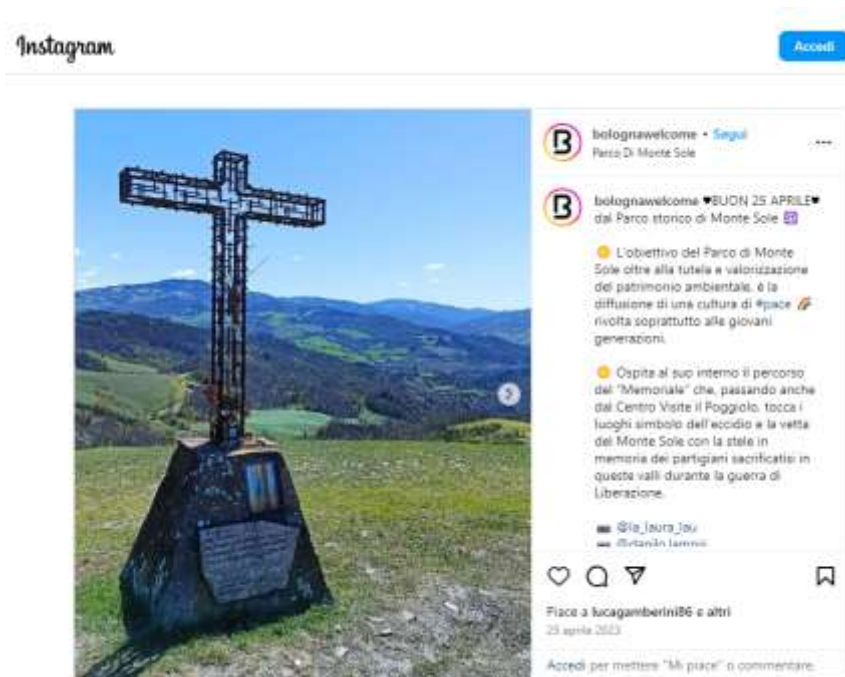 Instagram
Accedi
bolognawelcome • Segui
Parco Di Monte Sole
bolognawelcome ♥BUON 25 APRILE♥
dal Parco storico di Monte Sole
L'obiettivo del Parco di Monte
Sole oltre alla tutela e valorizzazione
del patrimonio ambientale, è la
diffusione di una cultura di #pace
rivolta soprattutto alle giovani
generazioni.
Ospita al suo interno il percorso
del "Memoriale" che, passando anche
dal Centro Visite il Poggiolo, tocca i
luoghi simbolo dell'eccidio e la vetta
del Monte Sole con la stele in
memoria dei partigiani sacrificatisi in
queste valli durante la guerra di
Liberazione.
@la_laura_lau
Piace a lucagamberini86 e altri
25 aprile 2023
Accedi per mettere "Mi piace" o commentare.